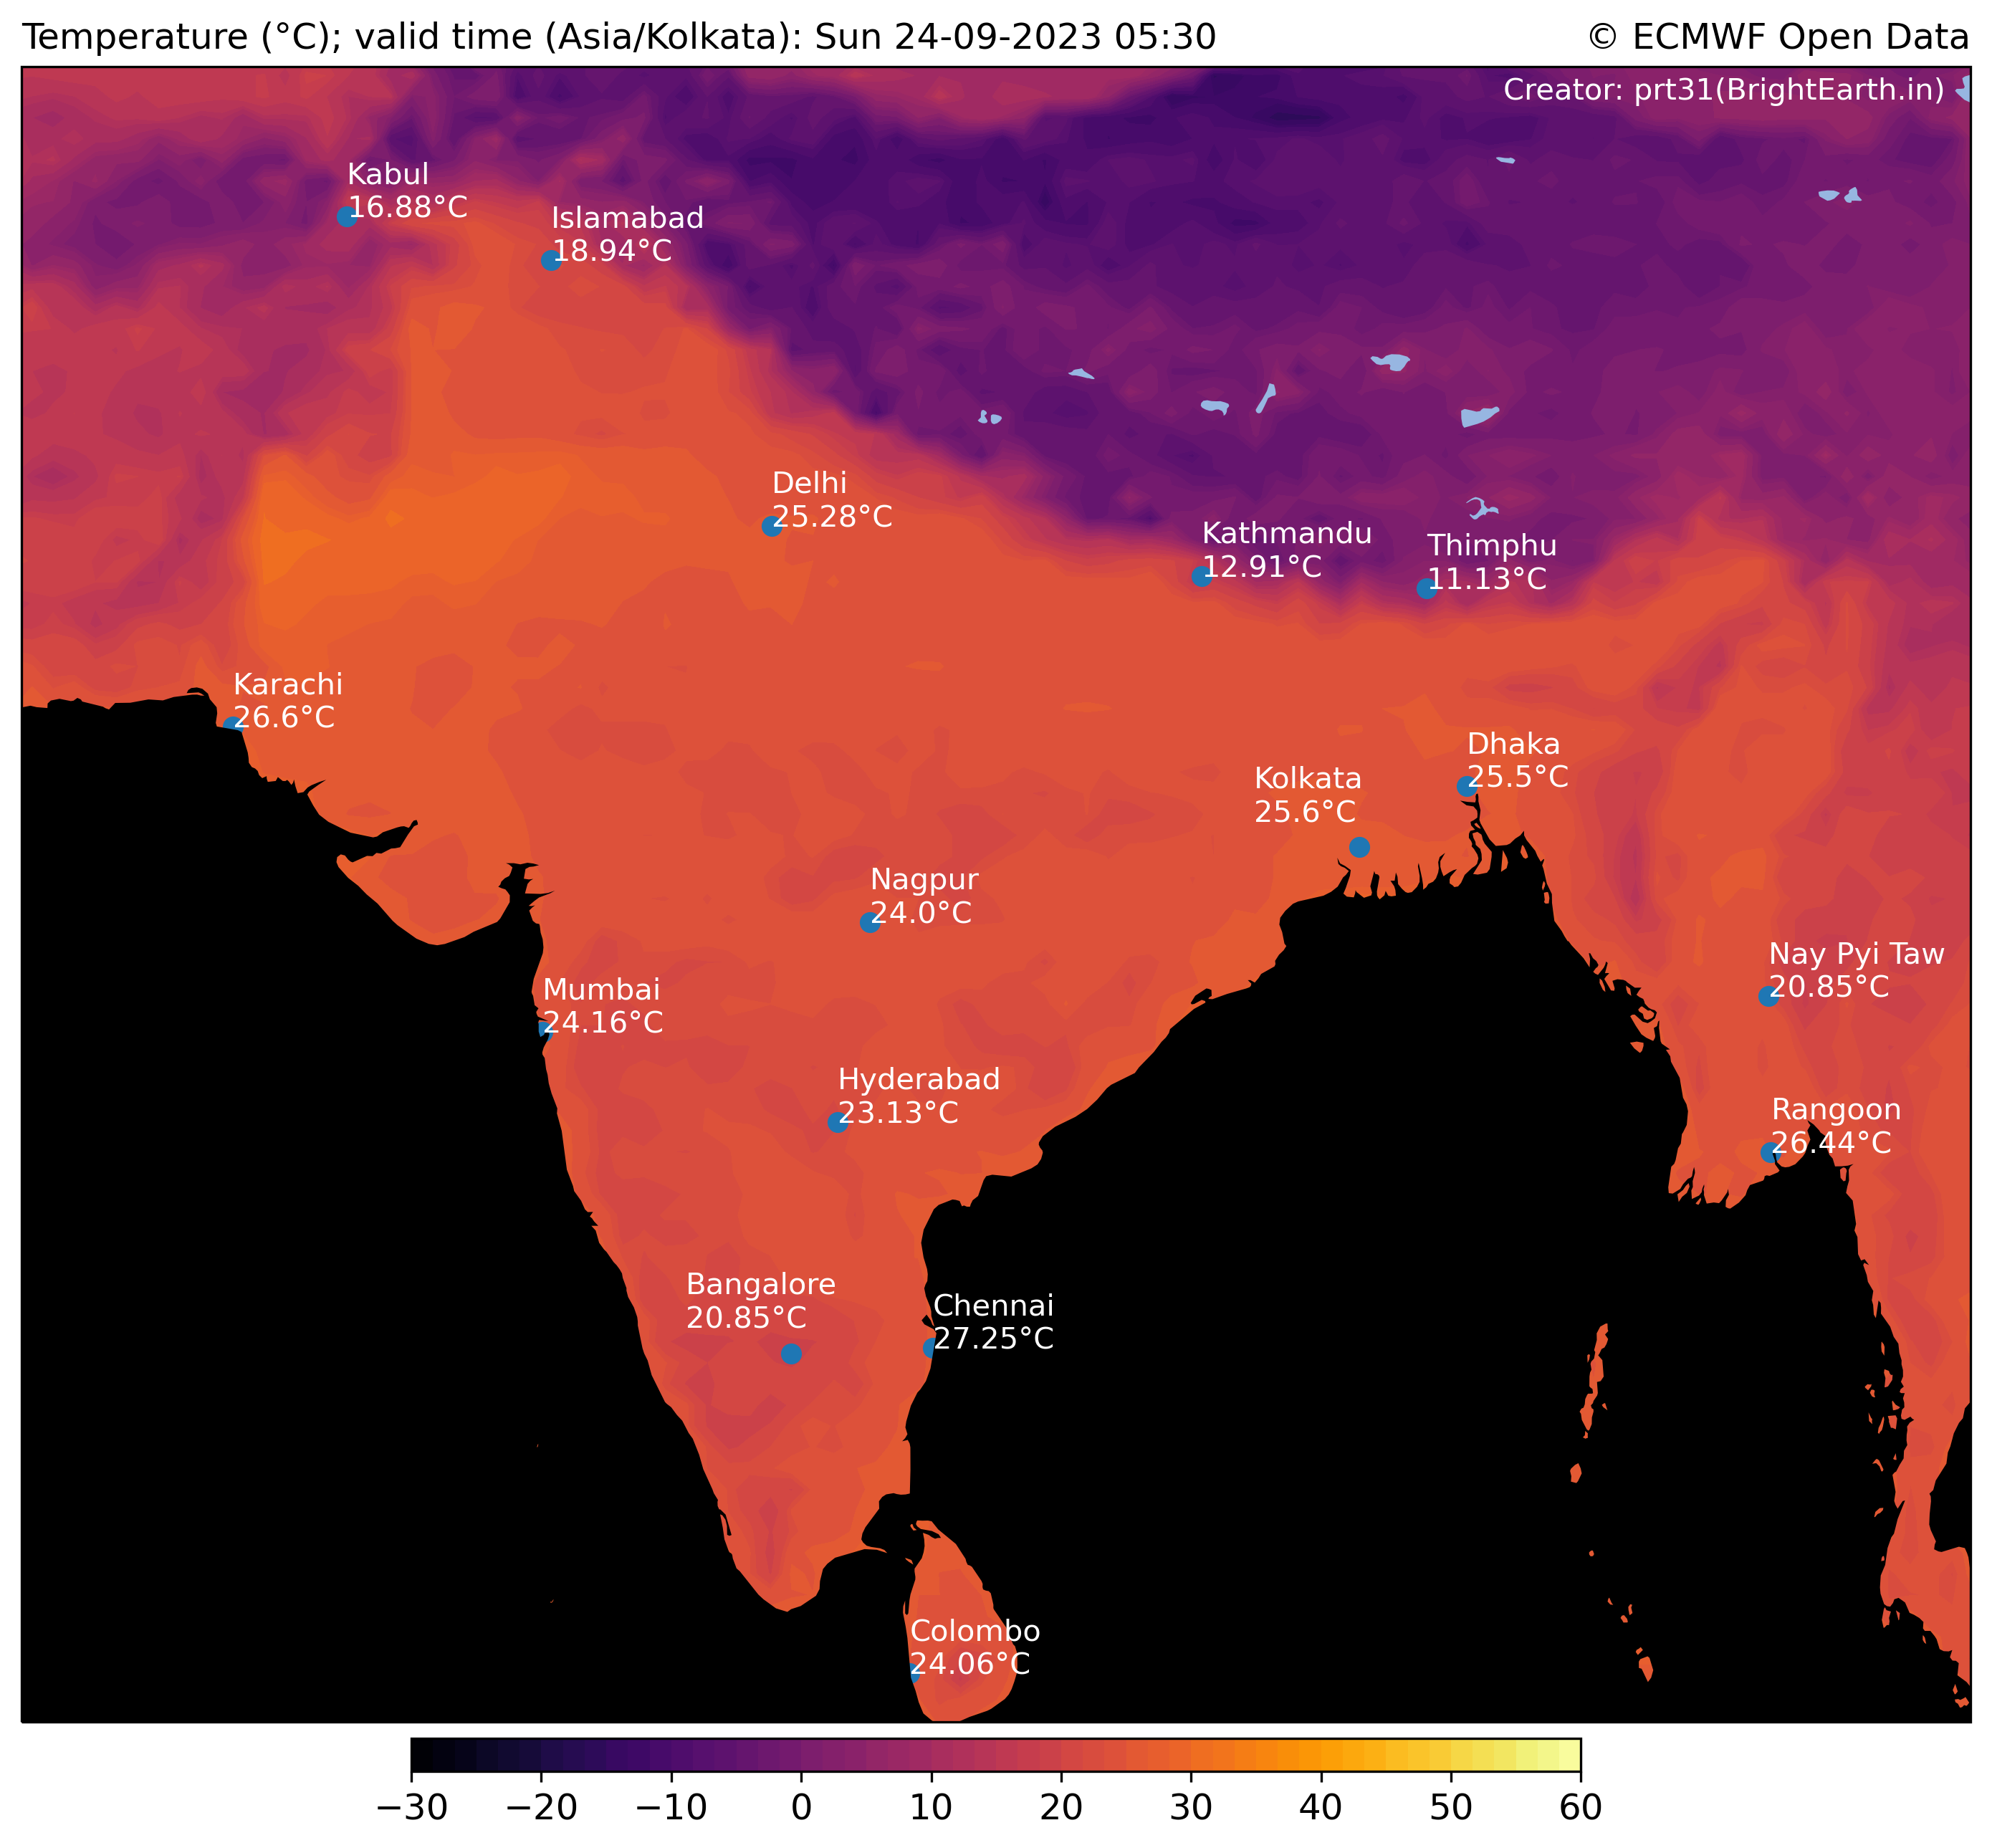 Temperature (°C); valid time (Asia/Kolkata): Sun 24-09-2023 05:30
© ECMWF Open Data
Creator: prt31(BrightEarth.in)
Kabul
16.88°C
Islamabad
18.94°C
Delhi
25.28°C
Kathmandu
12.91°C
Thimphu
11.13°C
Karachi
26.6°C
Dhaka
25.5°C
Kolkata
25.6°C
Nagpur
24.0°C
Nay Pyi Taw
20.85°C
Mumbai
24.16°C
Hyderabad
23.13°C
Rangoon
26.44°C
Bangalore
20.85°C
Chennai
27.25°C
Colombo
24.06°C
−30 −20 −10 0 10 20 30 40 50 60